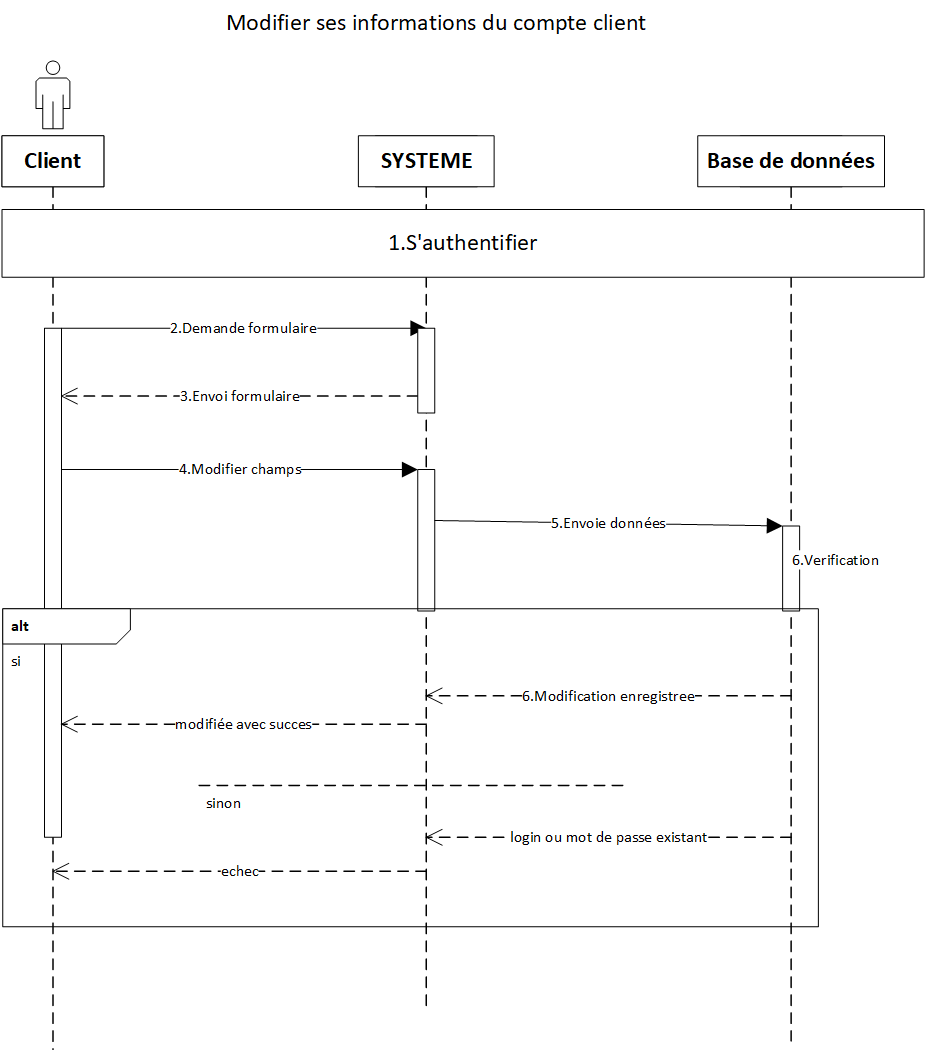 Modifier ses informations du compte client
Client
SYSTEME
Base de données
1.S'authentifier
2.Demande formulaire
3.Envoi formulaire
4.Modifier champs
5.Envoie données
6.Verification
alt
si
6.Modification enregistree
modifiée avec succes
sinon
login ou mot de passe existant
echec